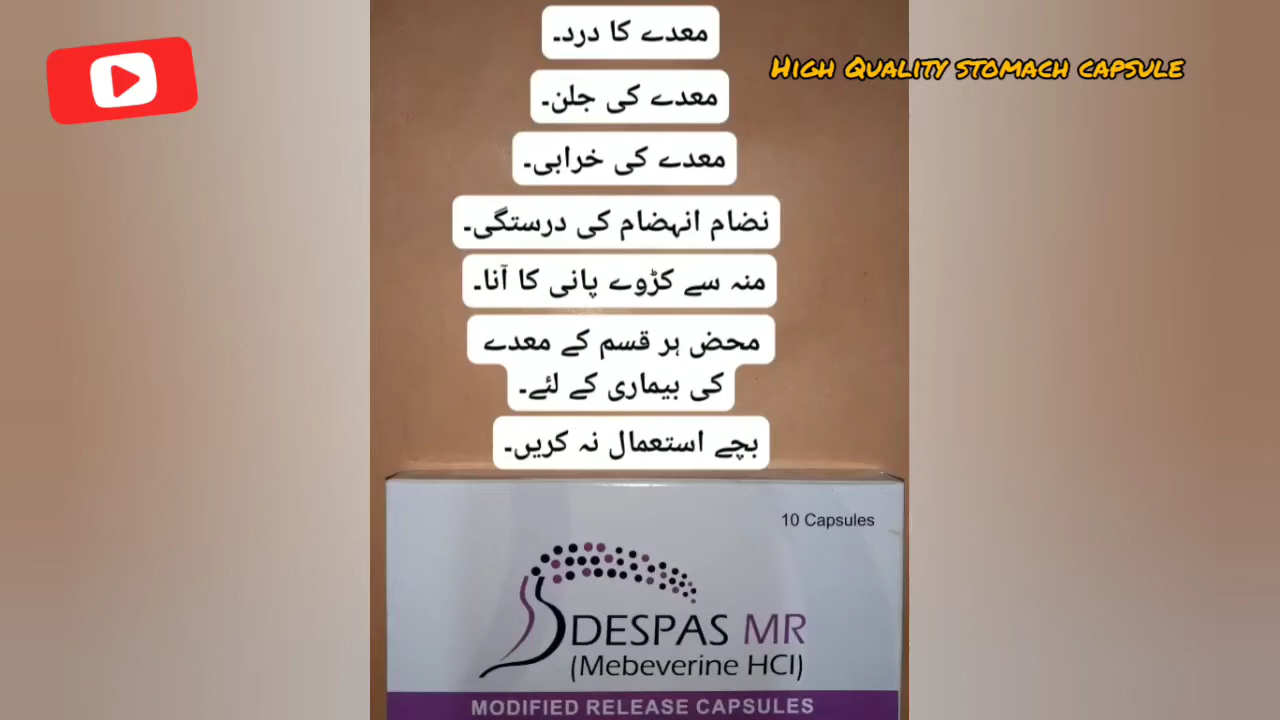 معدے کا درد۔
High Quality stomach capsule
معدے کی جلن۔
معدے کی خرابی۔
نضام انہضام کی درستگی۔
منہ سے کڑوے پانی کا آنا۔
محض ہر قسم کے معدے
کی بیماری کے لئے۔
بچے استعمال نہ کریں۔
10 Capsules
DESPAS MR
(Mebeverine HCl)
MODIFIED RELEASE CAPSULES